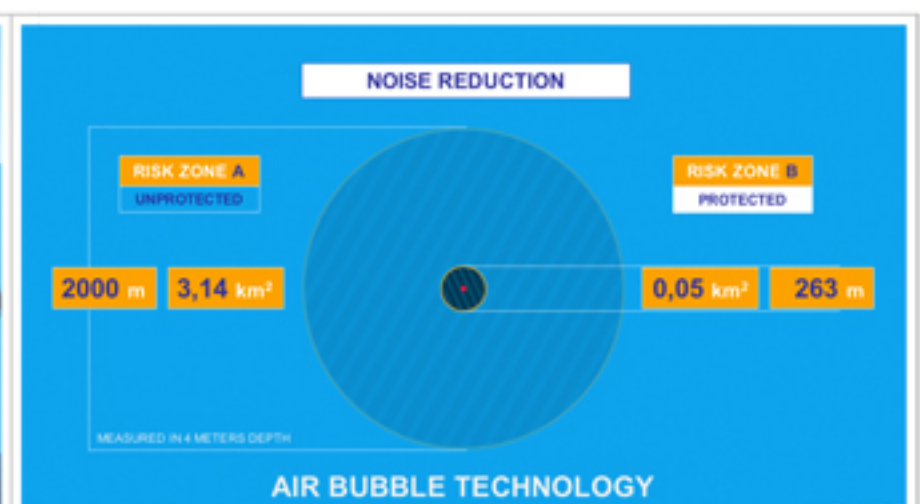 NOISE REDUCTION
RISK ZONE A
UNPROTECTED
2000 m
3,14 km²
RISK ZONE B
PROTECTED
0,05 km²
263 m
MEASURED IN 4 METERS DEPTH
AIR BUBBLE TECHNOLOGY